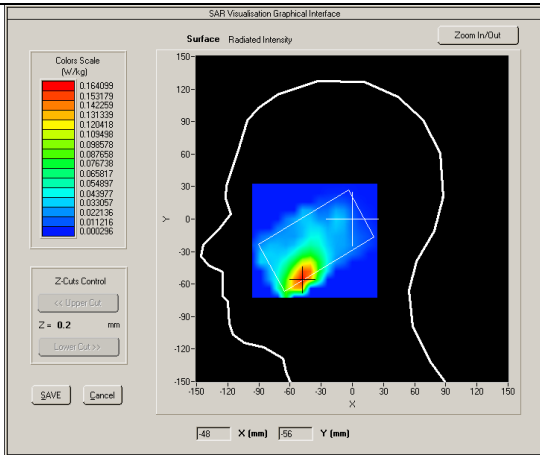 SAR Visualisation Graphical Interface
Surface Radiated Intensity
Zoom In/Out
Colors Scale
(W/kg)
0.164099
0.153179
0.142259
0.131339
0.120418
0.109498
0.098578
0.087658
0.076738
0.065817
0.054897
0.043977
0.033057
0.022136
0.011216
0.000296
Z-Cuts Control
<< Upper Cut
Z = 0.2 mm
Lower Cut >>
SAVE Cancel
150
120
90
60
30
0
-30
-60
-90
-120
-150
Y
-150 -120 -90 -60 -30 0 30 60 90 120 150
X
-48 X (mm) -56 Y (mm)